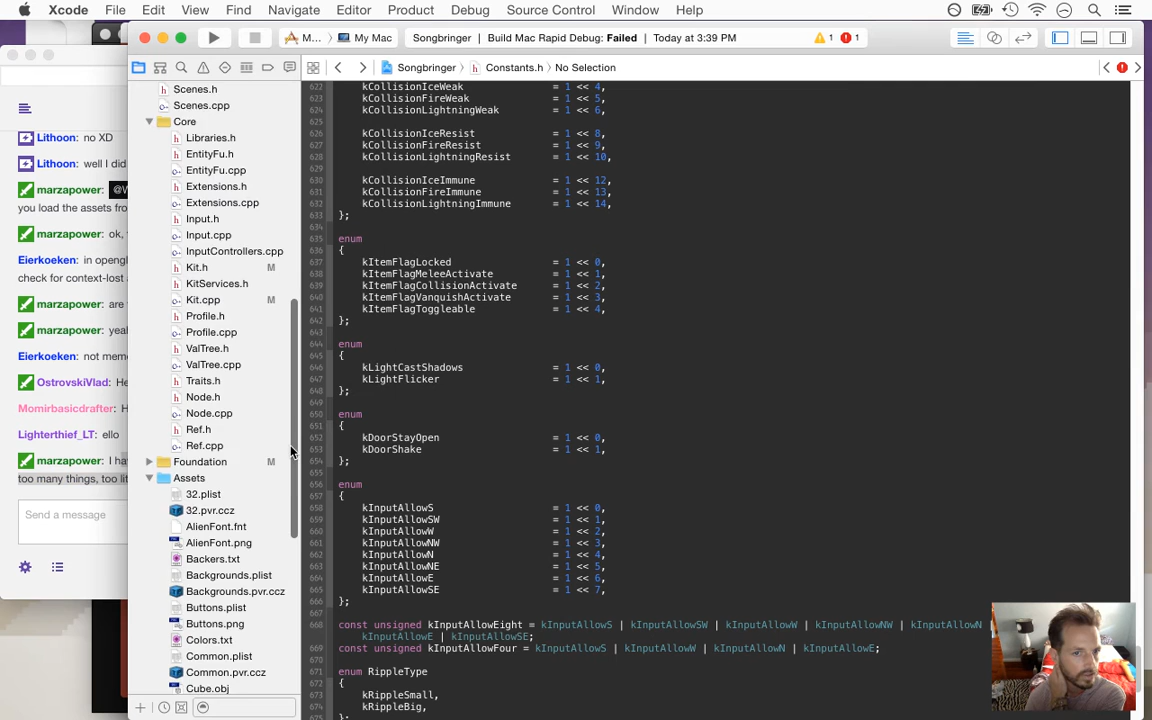 Xcode File Edit View Find Navigate Editor Product Debug Source Control Window Help
M... My Mac Songbringer | Build Mac Rapid Debug: Failed | Today at 3:39 PM 1 1
Songbringer Constants.h No Selection
Lithoon: no XD
Lithoon: well I did
marzapower:
you load the assets fro
marzapower: ok,
Eierkoeken: in opengl
check for context-lost
marzapower: are
marzapower: yeal
Eierkoeken: not mem
OstrovskiVlad: He
Momirbasicdrafter: H
Lighterthief_LT: ello
marzapower: I ha
too many things, too lit
Send a message
Scenes.h
Scenes.cpp
Core
Libraries.h
EntityFu.h
EntityFu.cpp
Extensions.h
Extensions.cpp
Input.h
Input.cpp
InputControllers.cpp
Kit.h M
KitServices.h
Kit.cpp M
Profile.h
Profile.cpp
ValTree.h
ValTree.cpp
Traits.h
Node.h
Node.cpp
Ref.h
Ref.cpp
Foundation M
Assets
32.plist
32.pvr.ccz
AlienFont.fnt
AlienFont.png
Backers.txt
Backgrounds.plist
Backgrounds.pvr.ccz
Buttons.plist
Buttons.png
Colors.txt
Common.plist
Common.pvr.ccz
Cube.obj
622 kCollisionIceWeak = 1 << 4,
623 kCollisionFireWeak = 1 << 5,
624 kCollisionLightningWeak = 1 << 6,
625
626 kCollisionIceResist = 1 << 8,
627 kCollisionFireResist = 1 << 9,
628 kCollisionLightningResist = 1 << 10,
629
630 kCollisionIceImmune = 1 << 12,
631 kCollisionFireImmune = 1 << 13,
632 kCollisionLightningImmune = 1 << 14,
633 };
634
635 enum
636 {
637 kItemFlagLocked = 1 << 0,
638 kItemFlagMeleeActivate = 1 << 1,
639 kItemFlagCollisionActivate = 1 << 2,
640 kItemFlagVanquishActivate = 1 << 3,
641 kItemFlagToggleable = 1 << 4,
642 };
643
644 enum
645 {
646 kLightCastShadows = 1 << 0,
647 kLightFlicker = 1 << 1,
648 };
649
650 enum
651 {
652 kDoorStayOpen = 1 << 0,
653 kDoorShake = 1 << 1,
654 };
655
656 enum
657 {
658 kInputAllowS = 1 << 0,
659 kInputAllowSW = 1 << 1,
660 kInputAllowW = 1 << 2,
661 kInputAllowNW = 1 << 3,
662 kInputAllowN = 1 << 4,
663 kInputAllowNE = 1 << 5,
664 kInputAllowE = 1 << 6,
665 kInputAllowSE = 1 << 7,
666 };
667
668 const unsigned kInputAllowEight = kInputAllowS | kInputAllowSW | kInputAllowW | kInputAllowNW | kInputAllowN |
kInputAllowE | kInputAllowSE;
669 const unsigned kInputAllowFour = kInputAllowS | kInputAllowW | kInputAllowN | kInputAllowE;
670
671 enum RippleType
672 {
673 kRippleSmall,
674 kRippleBig,
675 };